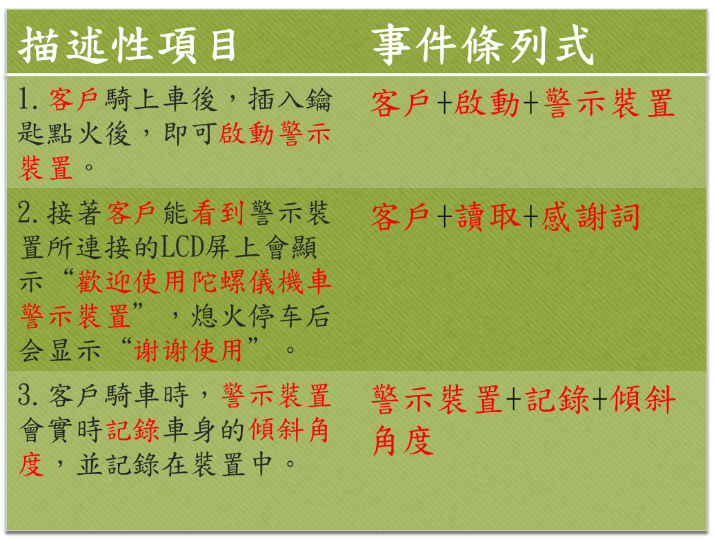 描述性項目
事件條列式
1.客戶騎上車後，插入鑰
匙點火後，即可啟動警示
裝置。
客戶+啟動+警示裝置
2.接著客戶能看到警示裝
置所連接的LCD屏上會顯
示“歡迎使用陀螺儀機車
警示裝置”，熄火停车后
会显示“谢谢使用”。
客戶+讀取+感謝詞
3.客戶騎車時，警示裝置
會實時記錄車身的傾斜角
度，並記錄在裝置中。
警示裝置+記錄+傾斜
角度